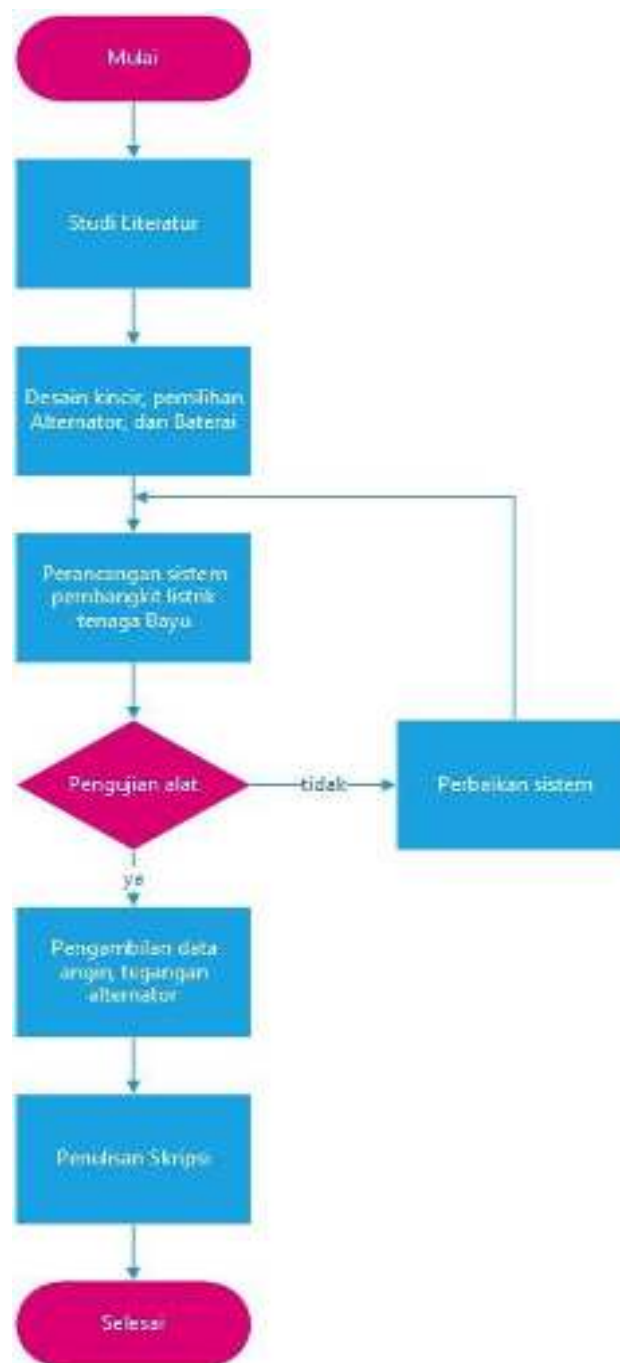 Mulai
Studi Literatur
Desain kincir, pemilihan
Alternator, dan Baterai
Perancangan sistem
pembangkit listrik
tenaga Bayu
Pengujian alat
tidak
Perbaikan sistem
ya
Pengambilan data
angin, tegangan
alternator
Penulisan Skripsi
Selesai